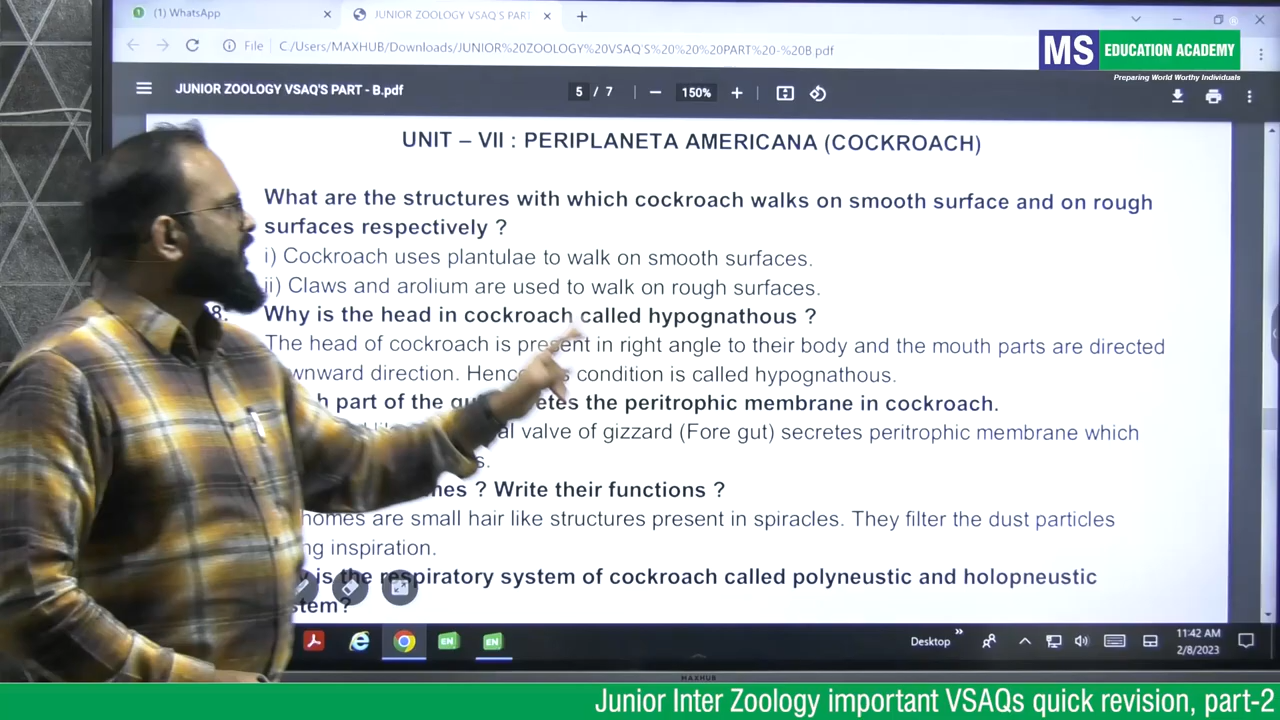 (1) WhatsApp
JUNIOR ZOOLOGY VSAQ'S PART
File C:/Users/MAXHUB/Downloads/JUNIOR%20ZOOLOGY%20VSAQ'S%20%20%20PART%20-%20B.pdf
MS EDUCATION ACADEMY
Preparing World Worthy Individuals
JUNIOR ZOOLOGY VSAQ'S PART - B.pdf 5 / 7 150%
UNIT – VII : PERIPLANETA AMERICANA (COCKROACH)
What are the structures with which cockroach walks on smooth surface and on rough
surfaces respectively ?
i) Cockroach uses plantulae to walk on smooth surfaces.
ii) Claws and arolium are used to walk on rough surfaces.
8. Why is the head in cockroach called hypognathous ?
The head of cockroach is present in right angle to their body and the mouth parts are directed
direction. Hence condition is called hypognathous.
part of the the peritrophic membrane in cockroach.
valve of gizzard (Fore gut) secretes peritrophic membrane which
? Write their functions ?
are small hair like structures present in spiracles. They filter the dust particles
inspiration.
is the respiratory system of cockroach called polyneustic and holopneustic
Desktop
11:42 AM
2/8/2023
MAXHUB
Junior Inter Zoology important VSAQs quick revision, part-2